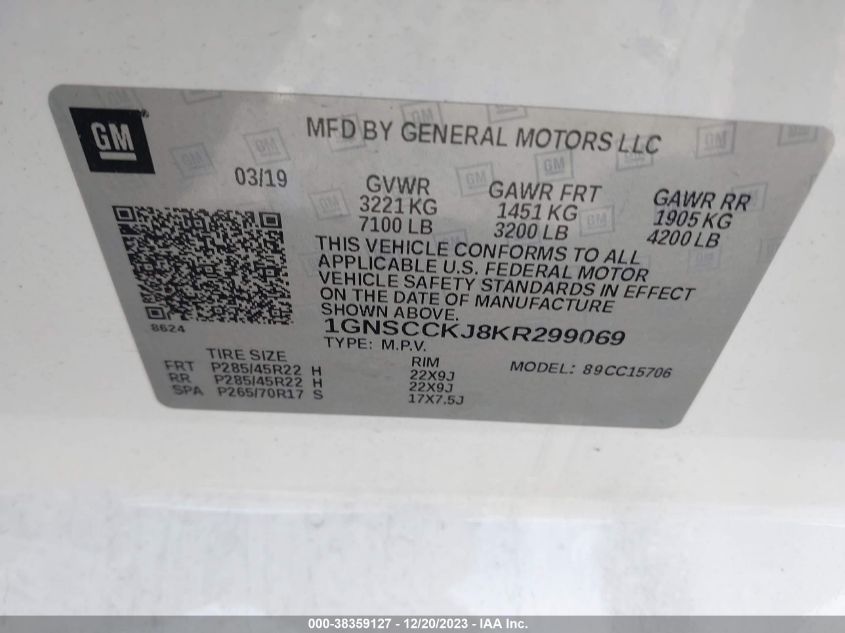 GM
MFD BY GENERAL MOTORS LLC
03/19
GVWR GAWR FRT GAWR RR
3221 KG 1451 KG 1905 KG
7100 LB 3200 LB 4200 LB
THIS VEHICLE CONFORMS TO ALL
APPLICABLE U.S. FEDERAL MOTOR
VEHICLE SAFETY STANDARDS IN EFFECT
ON THE DATE OF MANUFACTURE
SHOWN ABOVE.
8624
1GNSCCKJ8KR299069
TYPE: M.P.V.
TIRE SIZE RIM MODEL: 89CC15706
FRT P285/45R22 H 22X9J
RR P285/45R22 H 22X9J
SPA P265/70R17 S 17X7.5J
000-38359127 - 12/20/2023 - IAA Inc.